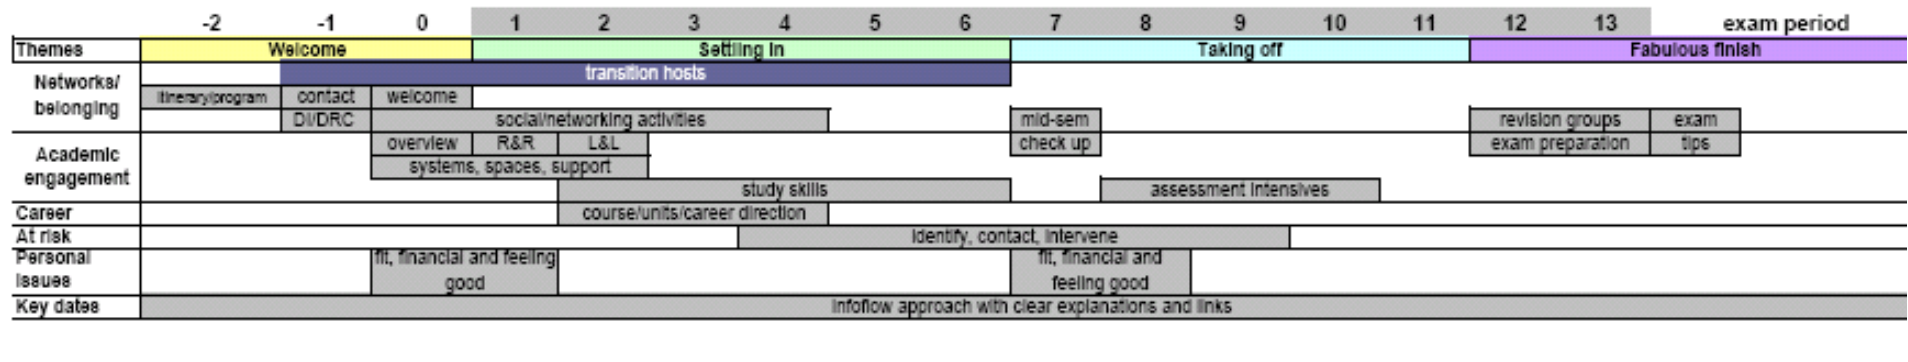 -2 -1 0 1 2 3 4 5 6 7 8 9 10 11 12 13 exam period
Themes Welcome Settling in Taking off Fabulous finish
Networks/ belonging
transition hosts
itinerary/program contact welcome
DI/DRC social/networking activities mid-sem revision groups exam
Academic engagement
overview R&R L&L check up exam preparation tips
systems, spaces, support
study skills assessment intensives
Career course/units/career direction
At risk identify, contact, intervene
Personal fit, financial and feeling fit, financial and
Issues good feeling good
Key dates Infoflow approach with clear explanations and links